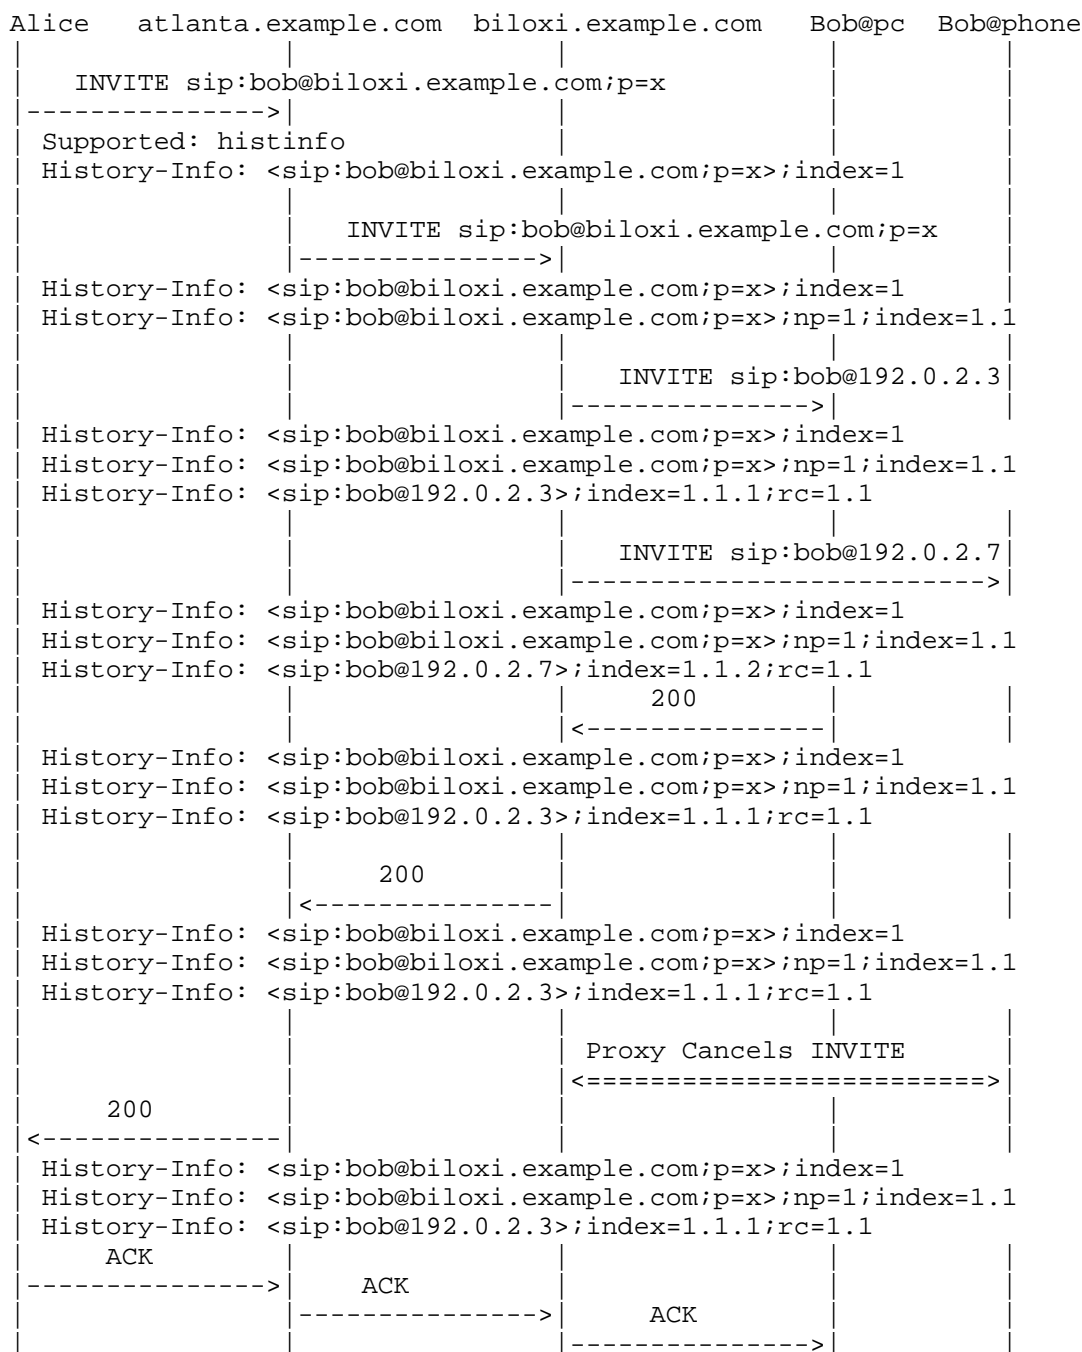 Alice   atlanta.example.com  biloxi.example.com   Bob@pc  Bob@phone
|                |                |                |          |
|   INVITE sip:bob@biloxi.example.com;p=x          |          |
|--------------->|                |                |          |
| Supported: histinfo             |                |          |
| History-Info: <sip:bob@biloxi.example.com;p=x>;index=1      |
|                |                |                |          |
|                |   INVITE sip:bob@biloxi.example.com;p=x    |
|                |--------------->|                |          |
| History-Info: <sip:bob@biloxi.example.com;p=x>;index=1      |
| History-Info: <sip:bob@biloxi.example.com;p=x>;np=1;index=1.1
|                |                |                |          |
|                |                |   INVITE sip:bob@192.0.2.3|
|                |                |--------------->|          |
| History-Info: <sip:bob@biloxi.example.com;p=x>;index=1
| History-Info: <sip:bob@biloxi.example.com;p=x>;np=1;index=1.1
| History-Info: <sip:bob@192.0.2.3>;index=1.1.1;rc=1.1
|                |                |                |          |
|                |                |   INVITE sip:bob@192.0.2.7|
|                |                |-------------------------->|
| History-Info: <sip:bob@biloxi.example.com;p=x>;index=1
| History-Info: <sip:bob@biloxi.example.com;p=x>;np=1;index=1.1
| History-Info: <sip:bob@192.0.2.7>;index=1.1.2;rc=1.1
|                |                |     200        |          |
|                |                |<---------------|          |
| History-Info: <sip:bob@biloxi.example.com;p=x>;index=1
| History-Info: <sip:bob@biloxi.example.com;p=x>;np=1;index=1.1
| History-Info: <sip:bob@192.0.2.3>;index=1.1.1;rc=1.1
|                |                |                |          |
|                |     200        |                |          |
|                |<---------------|                |          |
| History-Info: <sip:bob@biloxi.example.com;p=x>;index=1
| History-Info: <sip:bob@biloxi.example.com;p=x>;np=1;index=1.1
| History-Info: <sip:bob@192.0.2.3>;index=1.1.1;rc=1.1
|                |                |                |          |
|                |                | Proxy Cancels INVITE      |
|                |                |<=========================>|
|     200        |                |                |          |
|<---------------|                |                |          |
| History-Info: <sip:bob@biloxi.example.com;p=x>;index=1
| History-Info: <sip:bob@biloxi.example.com;p=x>;np=1;index=1.1
| History-Info: <sip:bob@192.0.2.3>;index=1.1.1;rc=1.1
|     ACK        |                |                |          |
|--------------->|    ACK         |                |          |
|                |--------------->|     ACK        |          |
|                |                |--------------->|          |